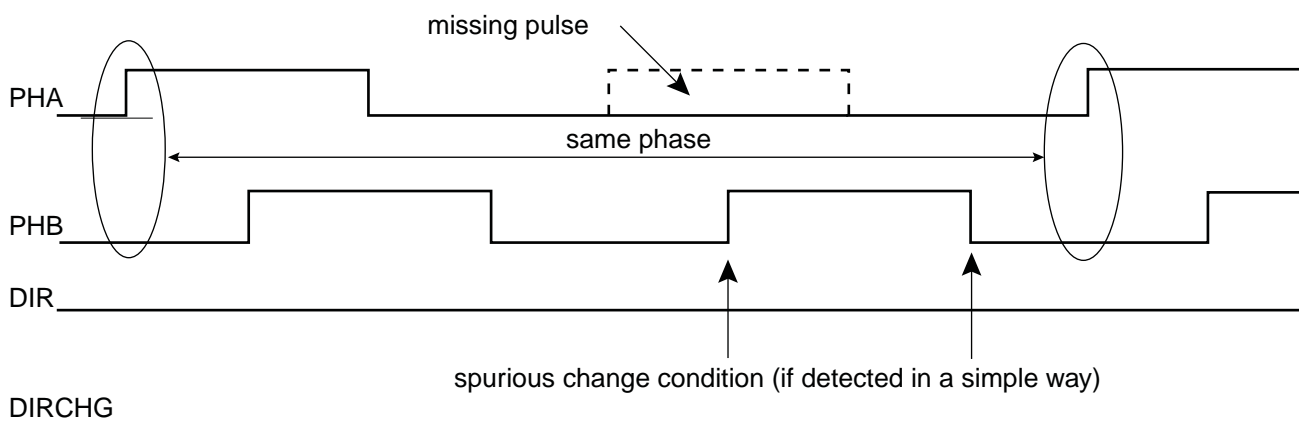 missing pulse
PHA
same phase
PHB
DIR
spurious change condition (if detected in a simple way)
DIRCHG